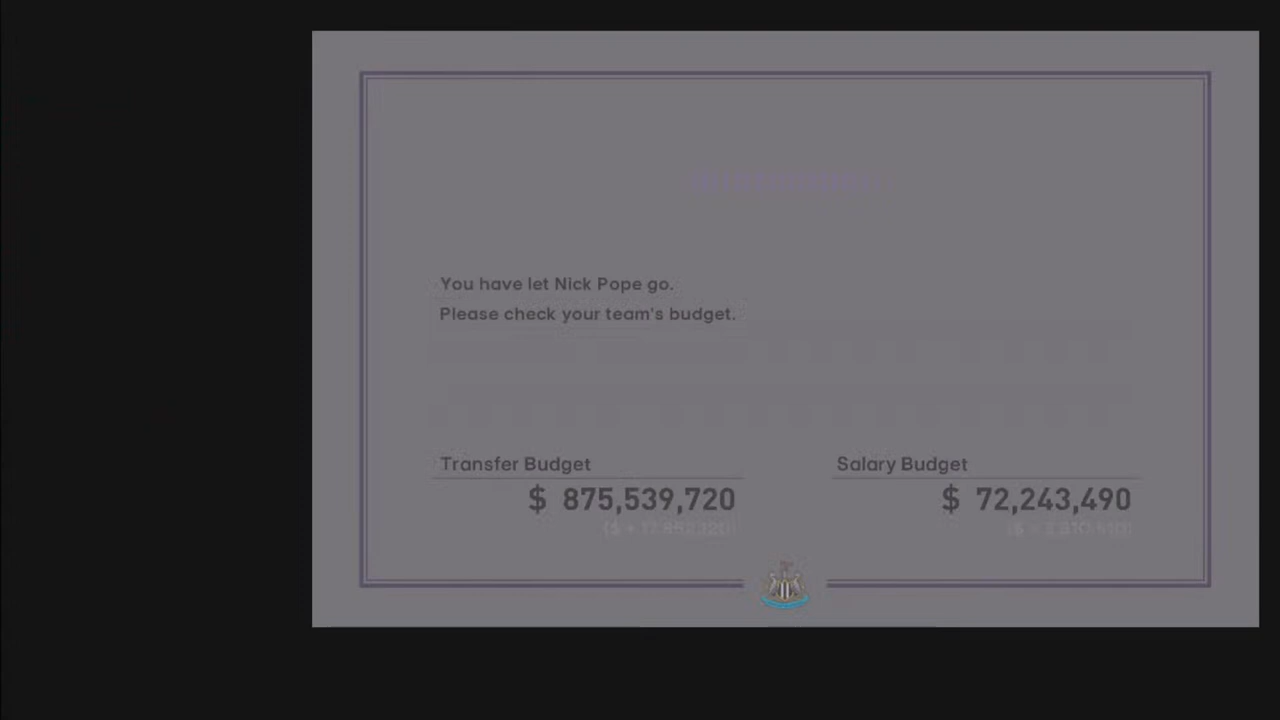 You have let Nick Pope go.
Please check your team's budget.
Transfer Budget
$ 875,539,720
Salary Budget
$ 72,243,490